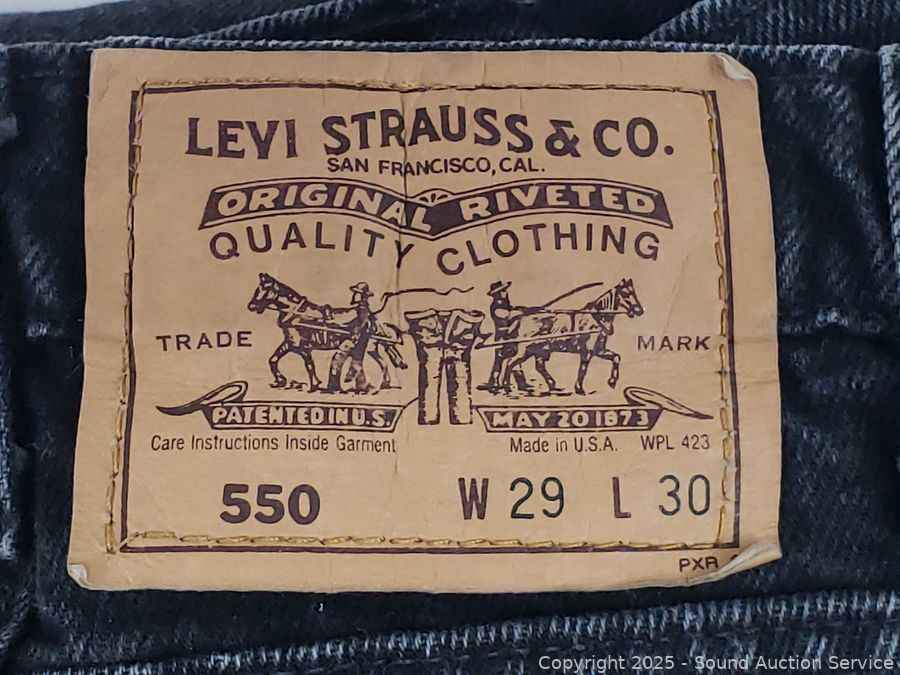 LEVI STRAUSS & CO.
SAN FRANCISCO, CAL.
ORIGINAL RIVETED
QUALITY CLOTHING
TRADE MARK
PATENTED IN U.S. MAY 20 1873
Care Instructions Inside Garment Made in U.S.A. WPL 423
550 W 29 L 30
PXR
Copyright 2025 - Sound Auction Service